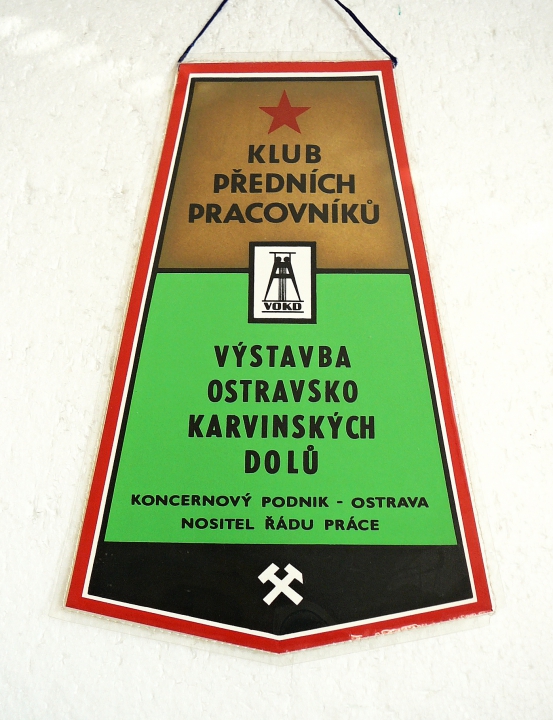 KLUB
PŘEDNÍCH
PRACOVNÍKŮ
VOKD
VÝSTAVBA
OSTRAVSKO
KARVINSKÝCH
DOLŮ
KONCERNOVÝ PODNIK - OSTRAVA
NOSITEL ŘÁDU PRÁCE